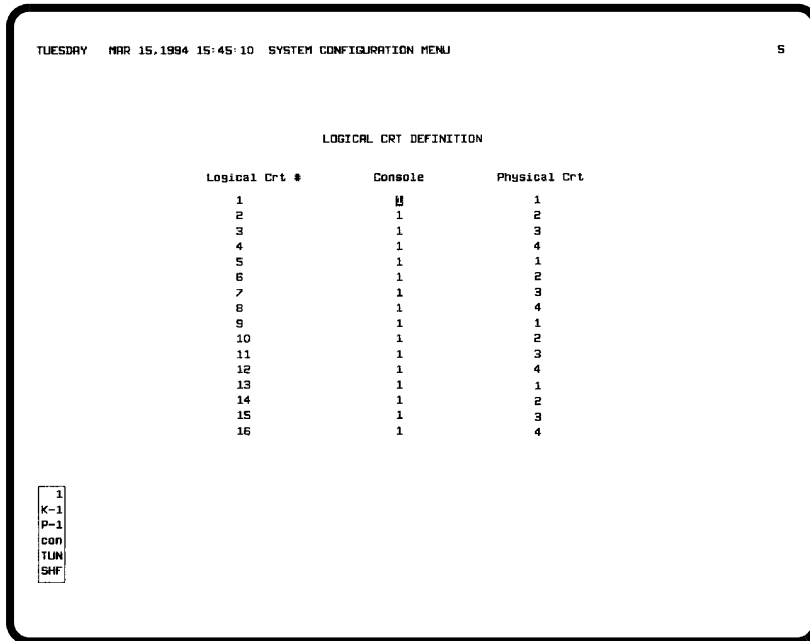 TUESDAY MAR 15,1994 15:45:10 SYSTEM CONFIGURATION MENU S
LOGICAL CRT DEFINITION
Logical Crt # Console Physical Crt
1 1 1
2 1 2
3 1 3
4 1 4
5 1 1
6 1 2
7 1 3
8 1 4
9 1 1
10 1 2
11 1 3
12 1 4
13 1 1
14 1 2
15 1 3
16 1 4
1
K-1
P-1
con
TUN
SHF